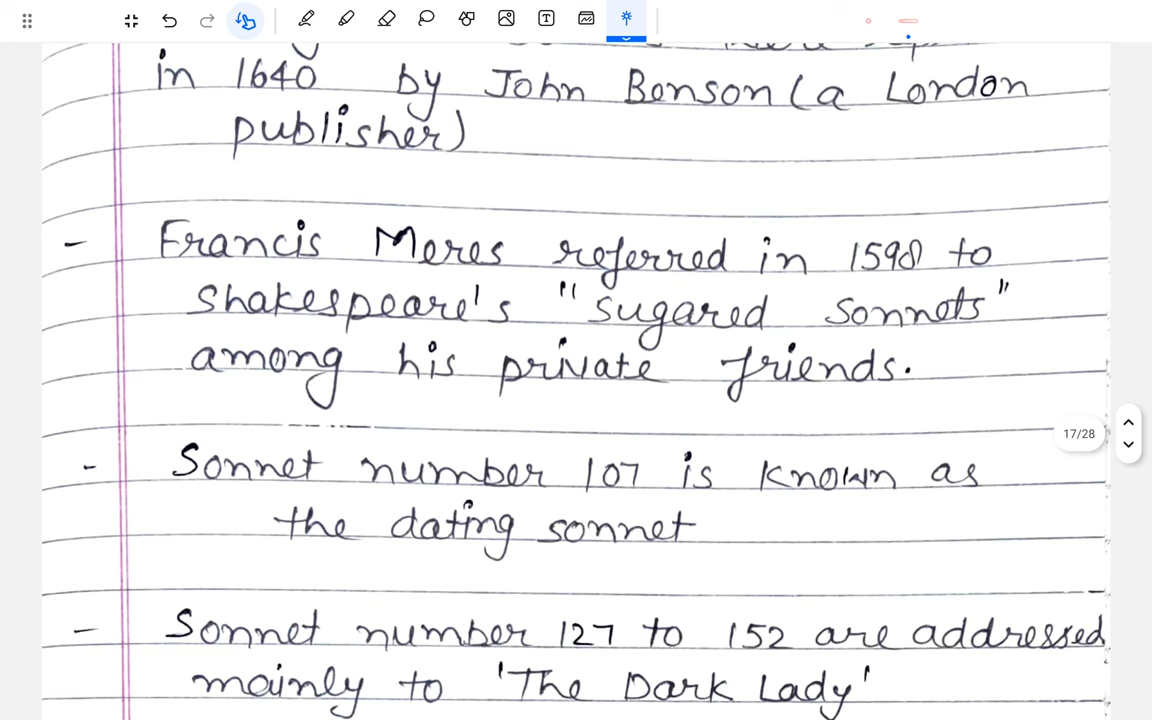 in 1640 by John Benson (a London
publisher)
- Francis Meres referred in 1598 to
Shakespeare's "sugared sonnets"
among his private friends.
17/28
- Sonnet number 107 is known as
the dating sonnet
- Sonnet number 127 to 152 are addressed
mainly to 'The Dark Lady'